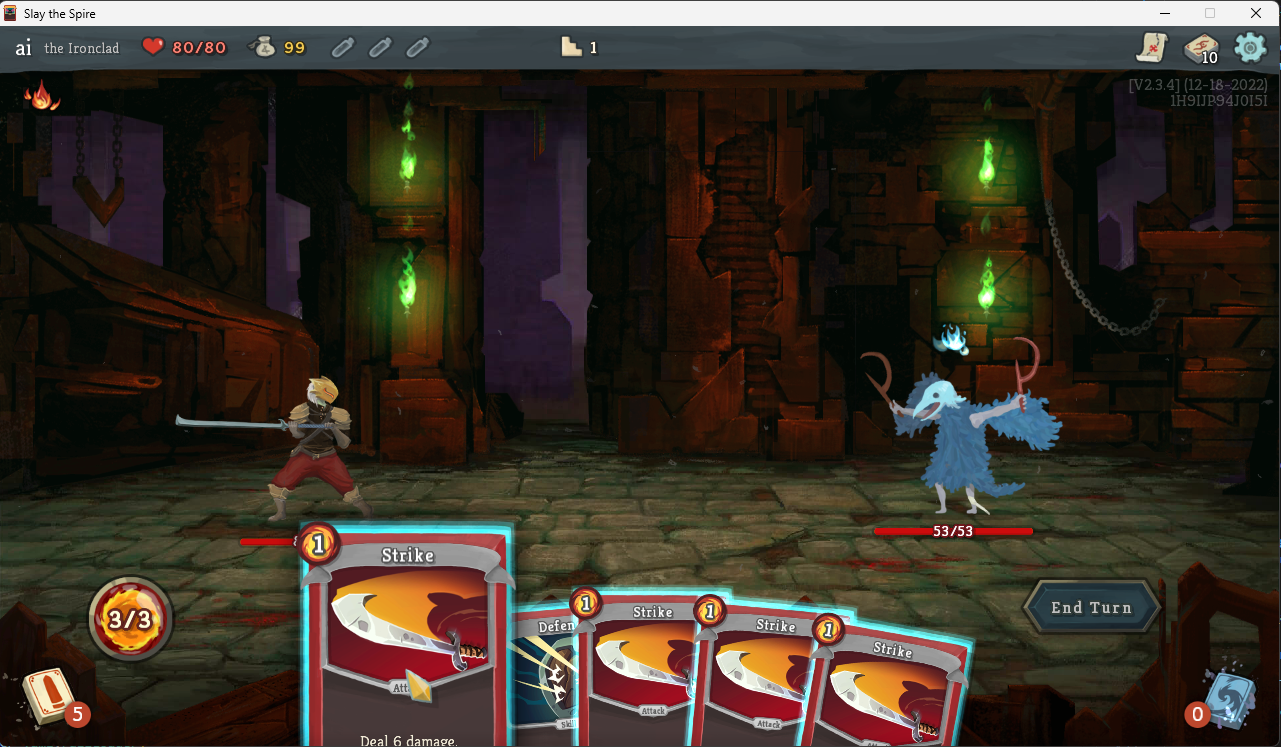 Slay the Spire
ai the Ironclad 80/80 99 1 10
[V2.3.4] (12-18-2022)
1H9IJP94J0I5I
53/53
1 Strike
Attack
Deal 6 damage.
Defen
1 Strike
Attack
1 Strike
Attack
1 Strike
3/3
End Turn
5
0